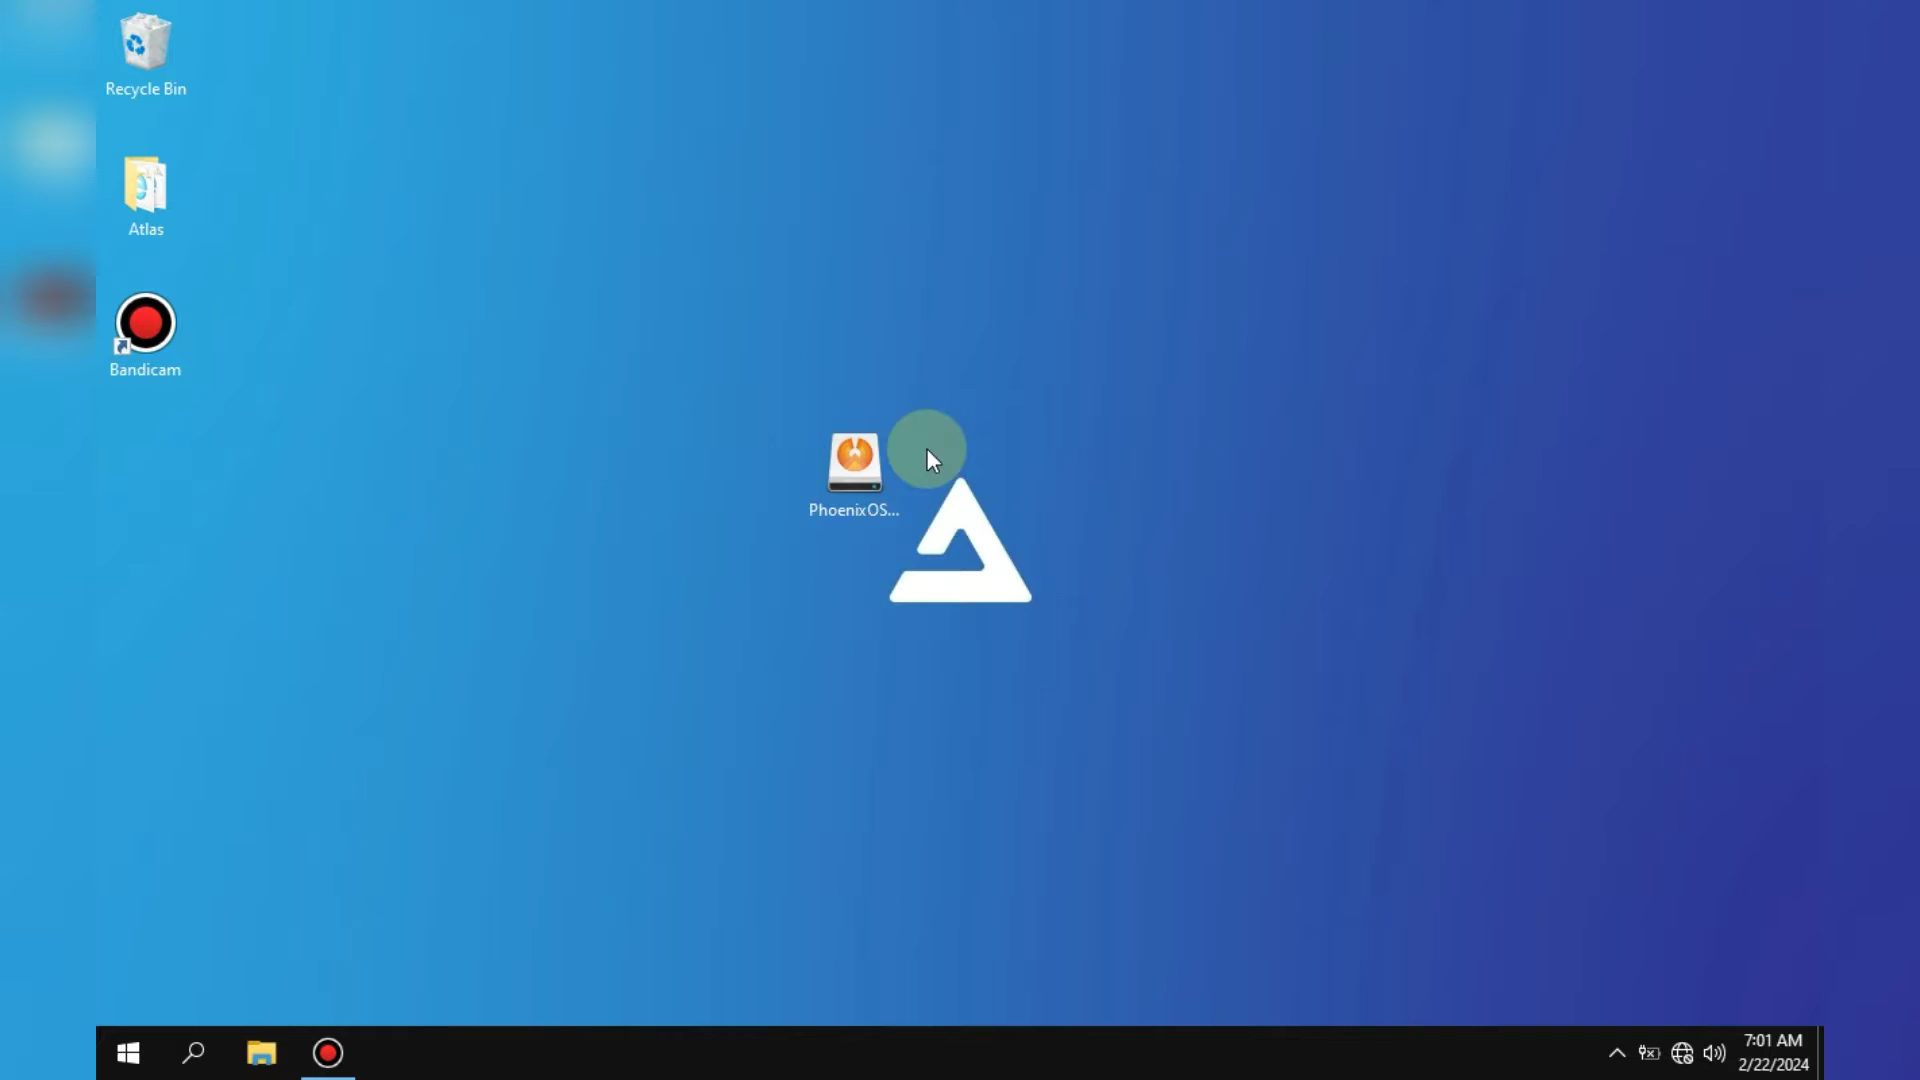 Recycle Bin
Atlas
Bandicam
PhoenixOS...
7:01 AM
2/22/2024